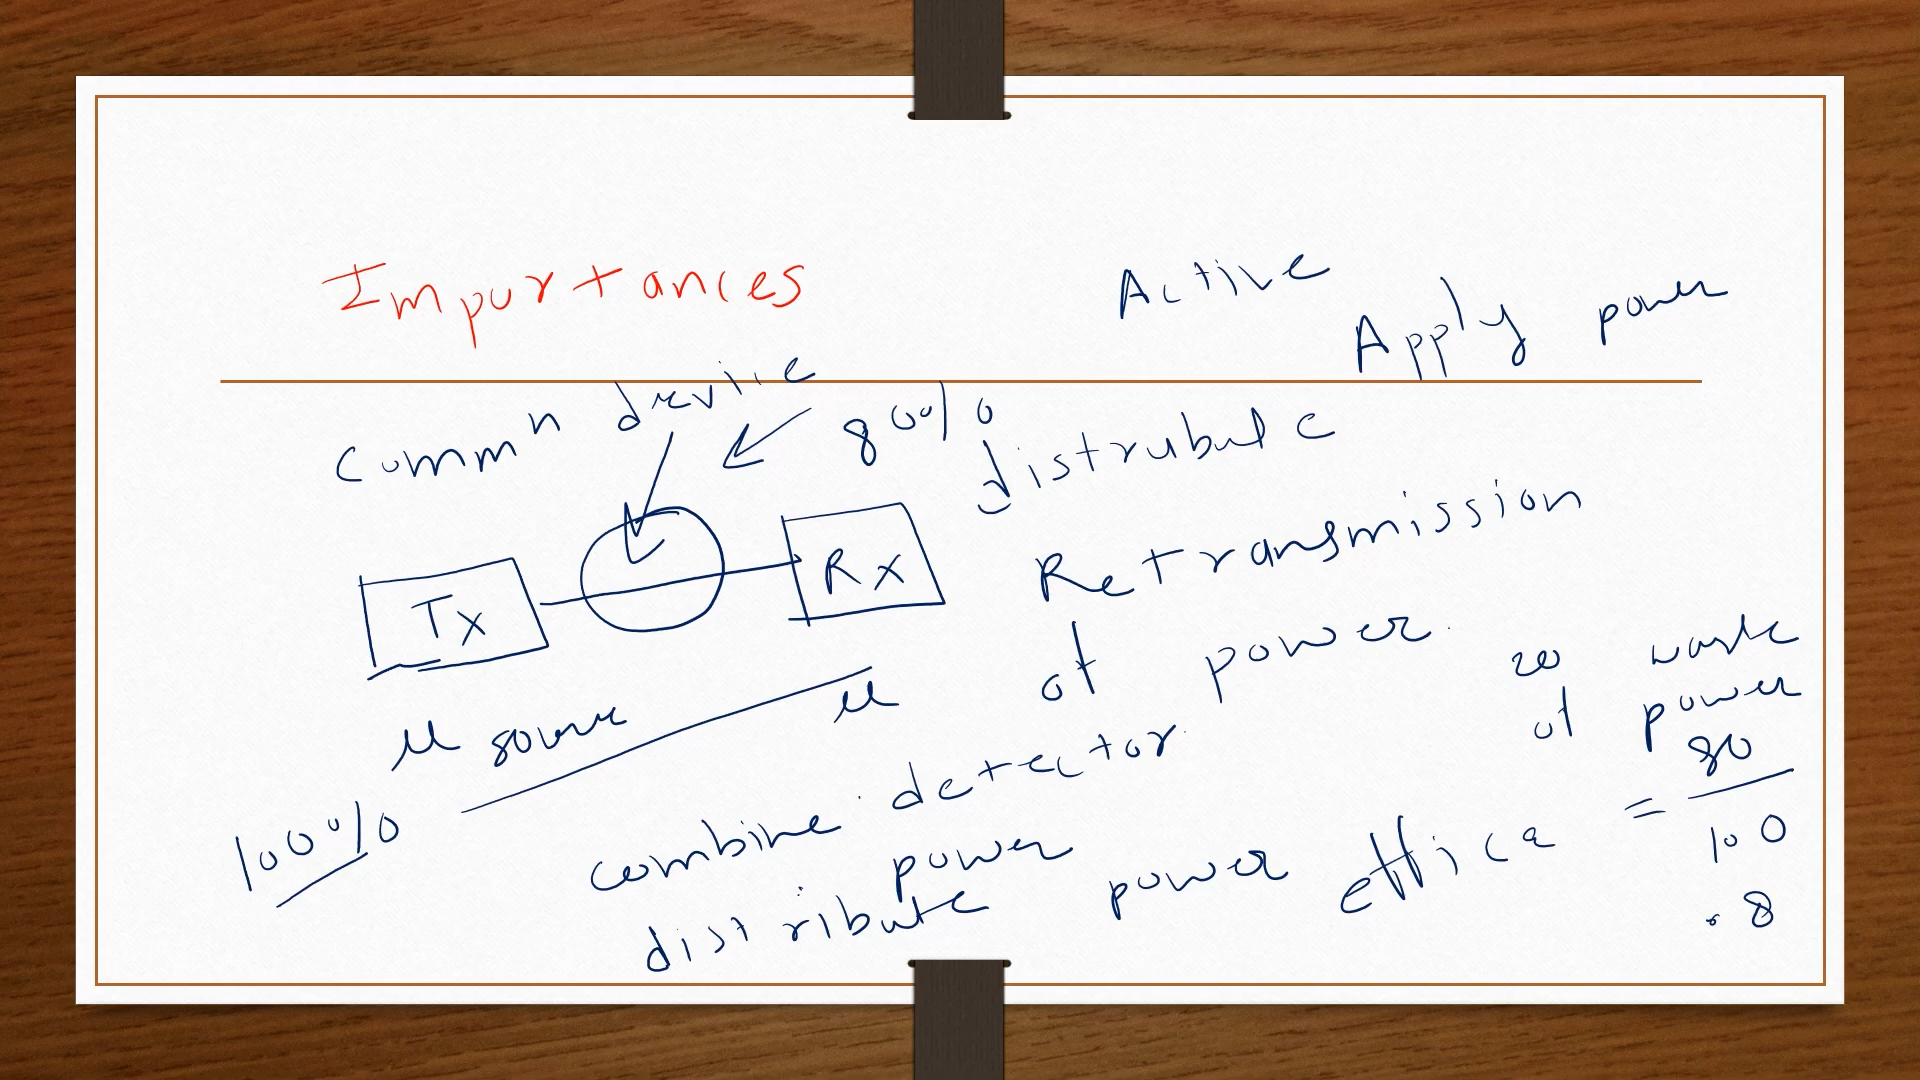 Importances
Active
Apply power
Commn device
80%
distrubute
Tx
Rx
Retransmission
of power
20 waste
of power
μ source
μ
100%
combine detector
power
distribute
power effica = 80
100
.8